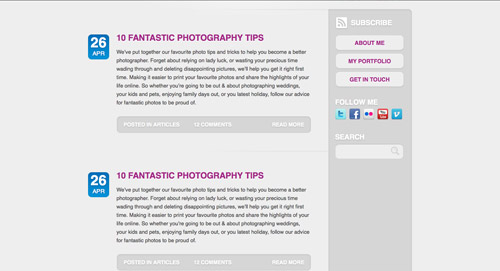 SUBSCRIBE
26
APR
10 FANTASTIC PHOTOGRAPHY TIPS
We've put together our favourite photo tips and tricks to help you become a better
photographer. Forget about relying on lady luck, or wasting your precious time
wading through and deleting disappointing pictures, we'll help you get it right first
time. Making it easier to print your favourite photos and share the highlights of your
life online. So whether you're going to be out & about photographing weddings,
your kids and pets, enjoying family days out, or you latest holiday, follow our advice
for fantastic photos to be proud of.
POSTED IN ARTICLES 12 COMMENTS READ MORE
ABOUT ME
MY PORTFOLIO
GET IN TOUCH
FOLLOW ME
SEARCH
26
APR
10 FANTASTIC PHOTOGRAPHY TIPS
We've put together our favourite photo tips and tricks to help you become a better
photographer. Forget about relying on lady luck, or wasting your precious time
wading through and deleting disappointing pictures, we'll help you get it right first
time. Making it easier to print your favourite photos and share the highlights of your
life online. So whether you're going to be out & about photographing weddings,
your kids and pets, enjoying family days out, or you latest holiday, follow our advice
for fantastic photos to be proud of.
POSTED IN ARTICLES 12 COMMENTS READ MORE